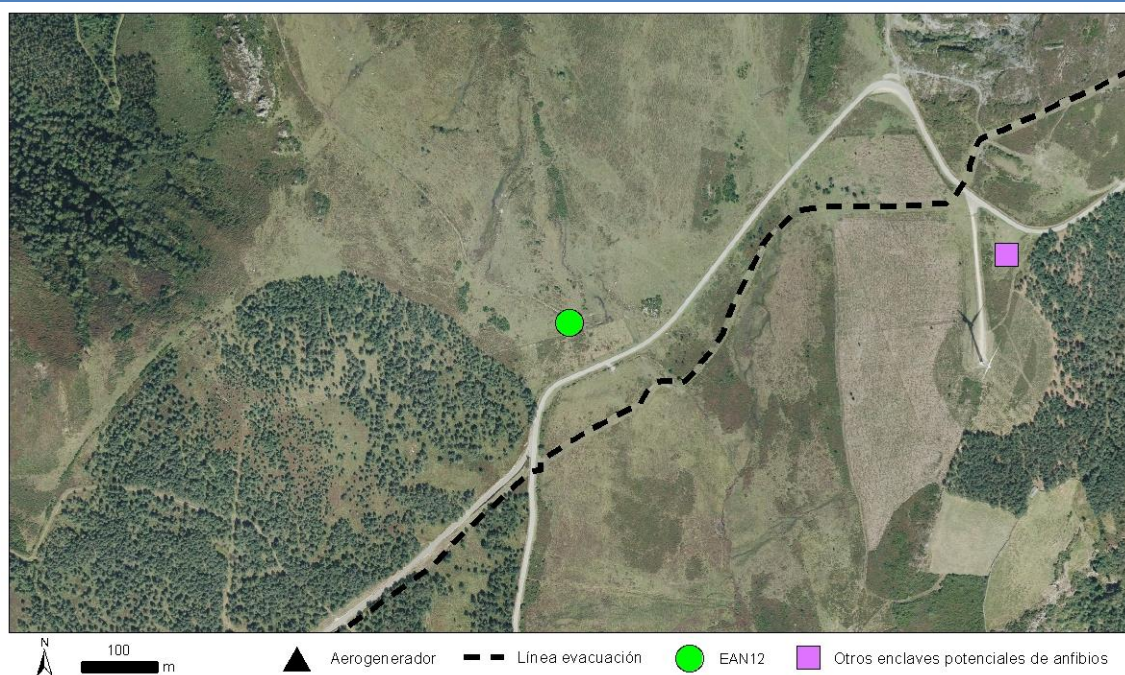 N
100
m
Aerogenerador
Línea evacuación
EAN12
Otros enclaves potenciales de anfibios